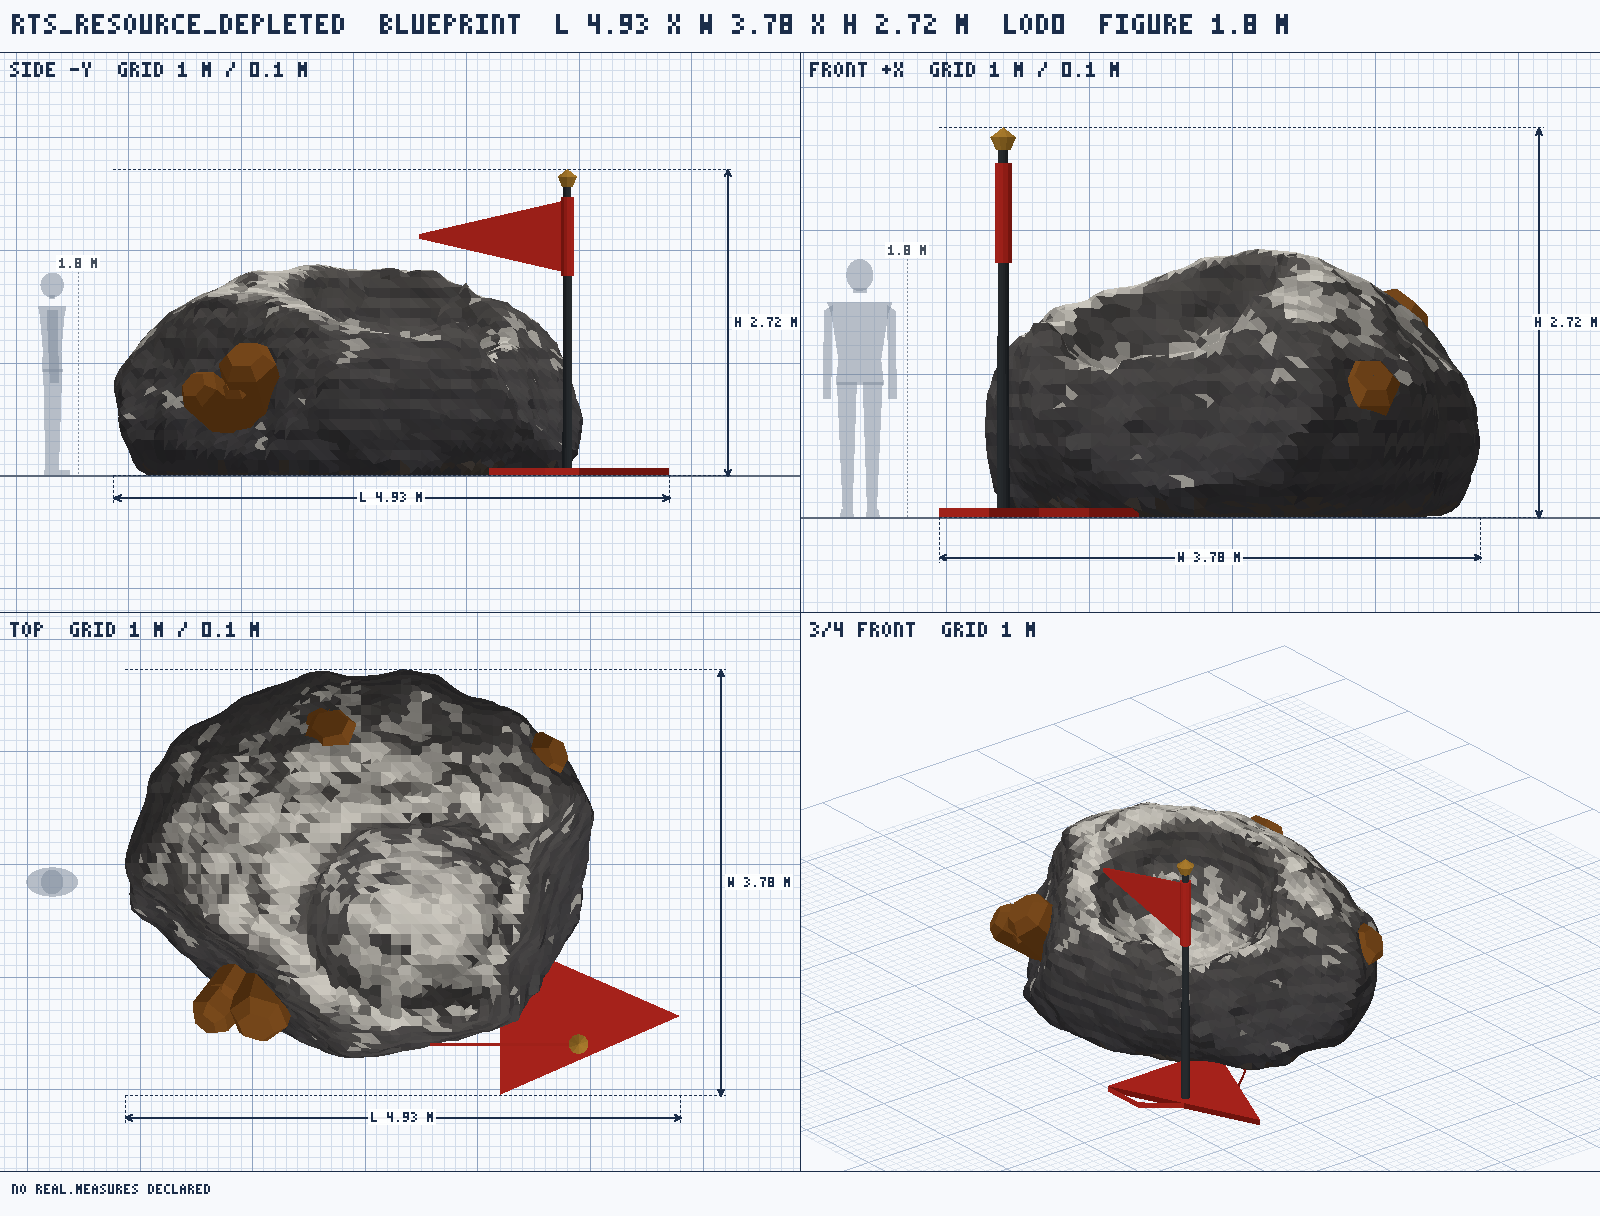 RTS_RESOURCE_DEPLETED BLUEPRINT L 4.93 X W 3.78 X H 2.72 M LOD0 FIGURE 1.8 M
SIDE -Y GRID 1 M / 0.1 M
1.8 M
H 2.72 M
L 4.93 M
FRONT +X GRID 1 M / 0.1 M
1.8 M
H 2.72 M
W 3.78 M
TOP GRID 1 M / 0.1 M
W 3.78 M
L 4.93 M
3/4 FRONT GRID 1 M
NO REAL.MEASURES DECLARED